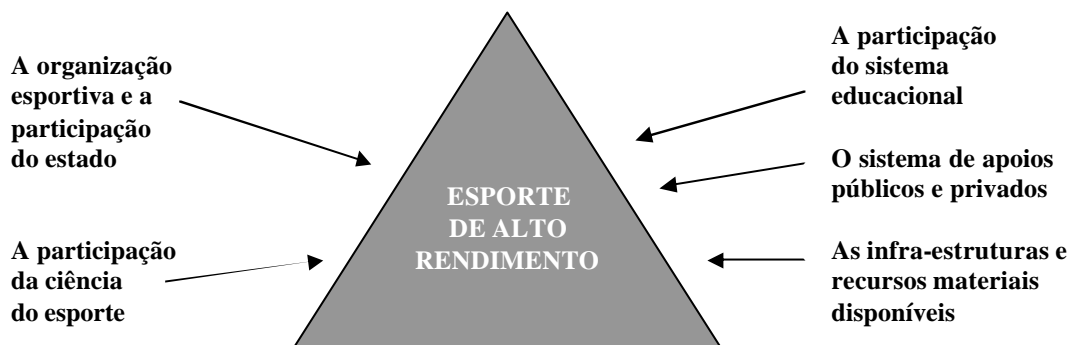 A organização
esportiva e a
participação
do estado
A participação
da ciência
do esporte
ESPORTE
DE ALTO
RENDIMENTO
A participação
do sistema
educacional
O sistema de apoios
públicos e privados
As infra-estruturas e
recursos materiais
disponíveis